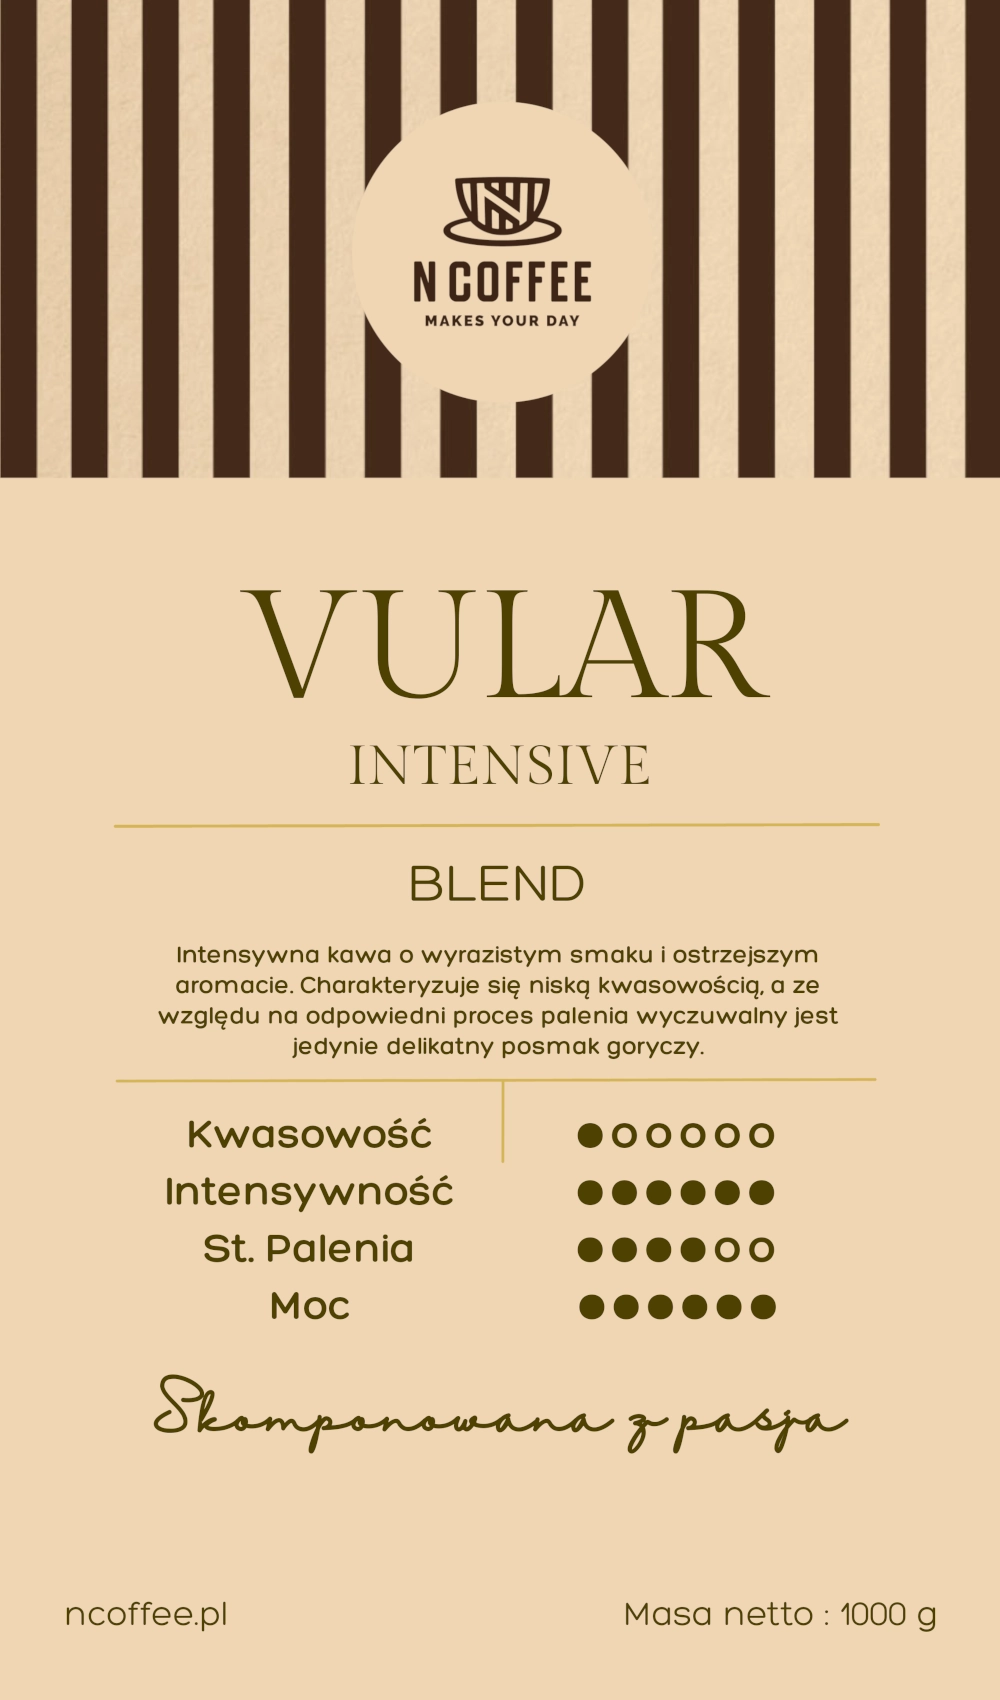 N COFFEE
MAKES YOUR DAY
VULAR
INTENSIVE
BLEND
Intensywna kawa o wyrazistym smaku i ostrzejszym
aromacie. Charakteryzuje się niską kwasowością, a ze
względu na odpowiedni proces palenia wyczuwalny jest
jedynie delikatny posmak goryczy.
Kwasowość
Intensywność
St. Palenia
Moc
Skomponowana z pasja
ncoffee.pl
Masa netto : 1000 g